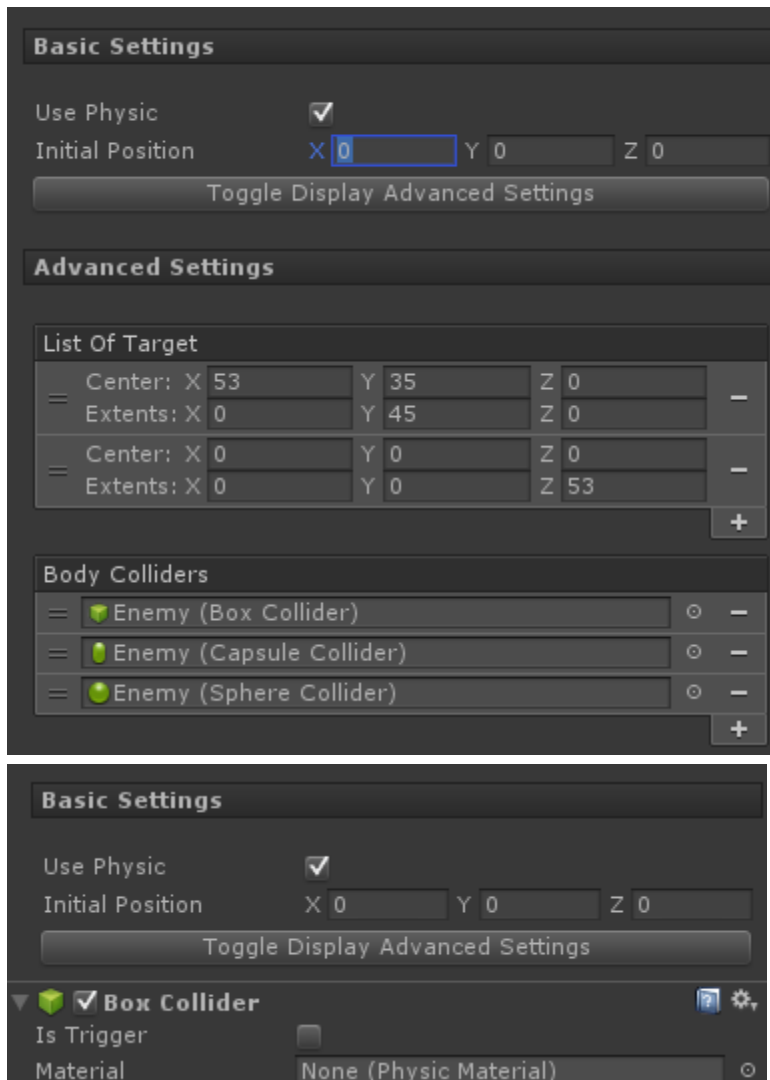 Basic Settings
Use Physic
Initial Position X 0 Y 0 Z 0
Toggle Display Advanced Settings
Advanced Settings
List Of Target
Center: X 53 Y 35 Z 0
Extents: X 0 Y 45 Z 0
Center: X 0 Y 0 Z 0
Extents: X 0 Y 0 Z 53
+
Body Colliders
Enemy (Box Collider)
Enemy (Capsule Collider)
Enemy (Sphere Collider)
+
Basic Settings
Use Physic
Initial Position X 0 Y 0 Z 0
Toggle Display Advanced Settings
Box Collider
Is Trigger
Material None (Physic Material)